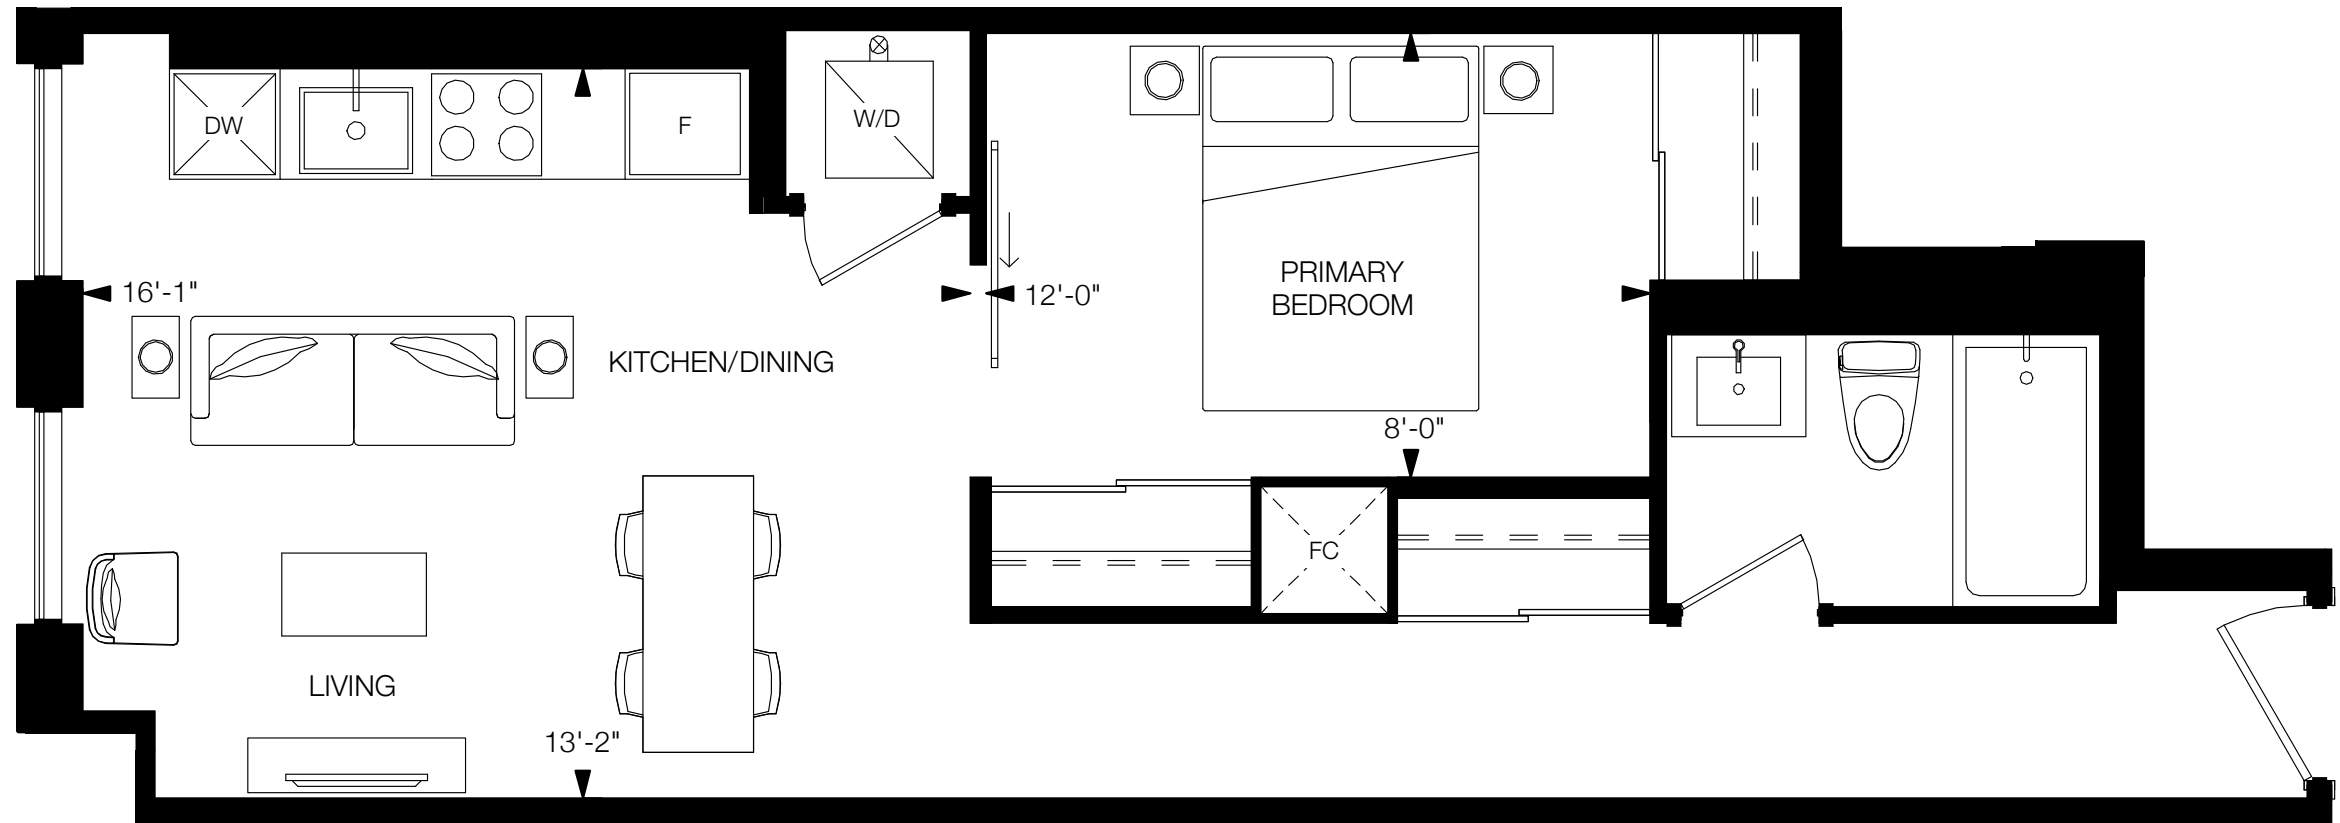 DW
F
W/D
16'-1"
12'-0"
PRIMARY
BEDROOM
KITCHEN/DINING
8'-0"
FC
LIVING
13'-2"